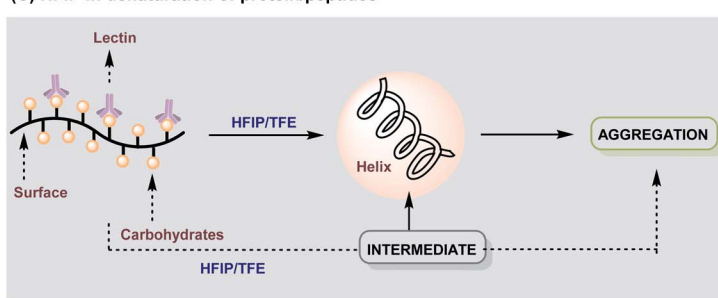 Lectin
HFIP/TFE
AGGREGATION
Helix
Surface
Carbohydrates
INTERMEDIATE
HFIP/TFE